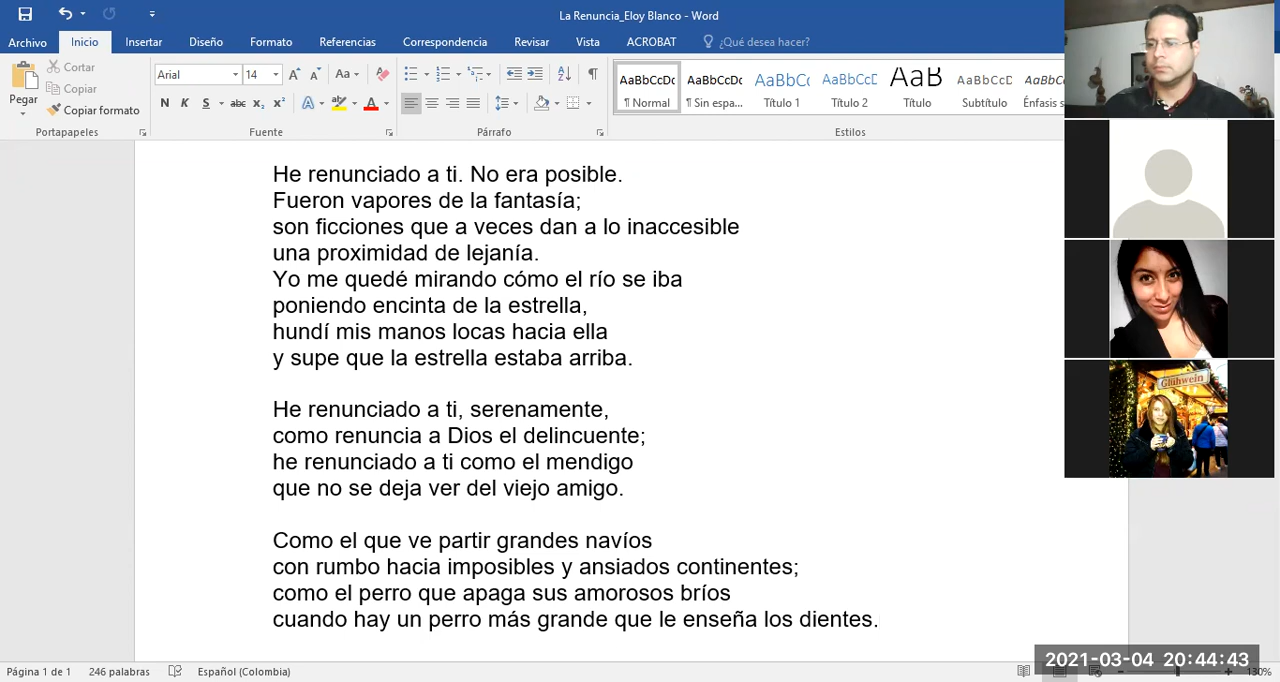 La Renuncia_Eloy Blanco - Word
Archivo Inicio Insertar Diseño Formato Referencias Correspondencia Revisar Vista ACROBAT ¿Qué desea hacer?
Pegar
Cortar
Copiar
Copiar formato
Arial 14 Aa
N K S abc x₂ x² A A
AaBbCcDc AaBbCcDc AaBbCc AaBbCcD AaB AaBbCcD AaBbCc
¶ Normal ¶ Sin espa... Título 1 Título 2 Título Subtítulo Énfasis s
Portapapeles Fuente Párrafo Estilos
He renunciado a ti. No era posible.
Fueron vapores de la fantasía;
son ficciones que a veces dan a lo inaccesible
una proximidad de lejanía.
Yo me quedé mirando cómo el río se iba
poniendo encinta de la estrella,
hundí mis manos locas hacia ella
y supe que la estrella estaba arriba.
He renunciado a ti, serenamente,
como renuncia a Dios el delincuente;
he renunciado a ti como el mendigo
que no se deja ver del viejo amigo.
Como el que ve partir grandes navíos
con rumbo hacia imposibles y ansiados continentes;
como el perro que apaga sus amorosos bríos
cuando hay un perro más grande que le enseña los dientes.
Glühwein
Página 1 de 1 246 palabras Español (Colombia) 130%
2021-03-04 20:44:43